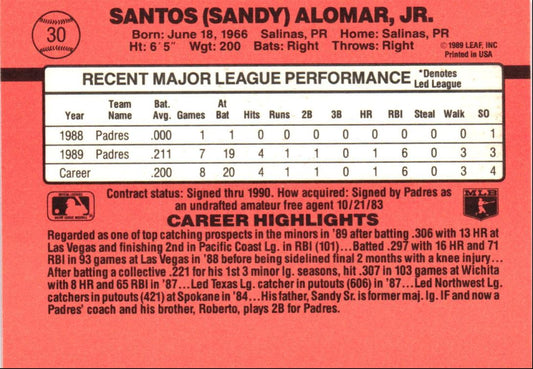 30
SANTOS (SANDY) ALOMAR, JR.
Born: June 18, 1966 Salinas, PR Home: Salinas, PR
Ht: 6'5" Wgt: 200 Bats: Right Throws: Right
©1989 LEAF, INC
Printed in USA
RECENT MAJOR LEAGUE PERFORMANCE *Denotes Led League
Year Team Name Bat. Avg. Games At Bat Hits Runs 2B 3B HR RBI Steal Walk SO
1988 Padres .000 1 1 0 0 0 0 0 0 0 0 1
1989 Padres .211 7 19 4 1 0 1 6 0 3 3
Career .200 8 20 4 1 0 1 6 0 3 4
Contract status: Signed thru 1990. How acquired: Signed by Padres as
an undrafted amateur free agent 10/21/83
MLB
CAREER HIGHLIGHTS
Regarded as one of top catching prospects in the minors in '89 after batting .306 with 13 HR at
Las Vegas and finishing 2nd in Pacific Coast Lg. in RBI (101)...Batted .297 with 16 HR and 71
RBI in 93 games at Las Vegas in '88 before being sidelined final 2 months with a knee injury...
After batting a collective .221 for his 1st 3 minor lg. seasons, hit .307 in 103 games at Wichita
with 8 HR and 65 RBI in '87...Led Texas Lg. catcher in putouts (606) in '87...Led Northwest Lg.
catchers in putouts (421) at Spokane in '84...His father, Sandy Sr. is former maj. lg. IF and now a
Padres' coach and his brother, Roberto, plays 2B for Padres.